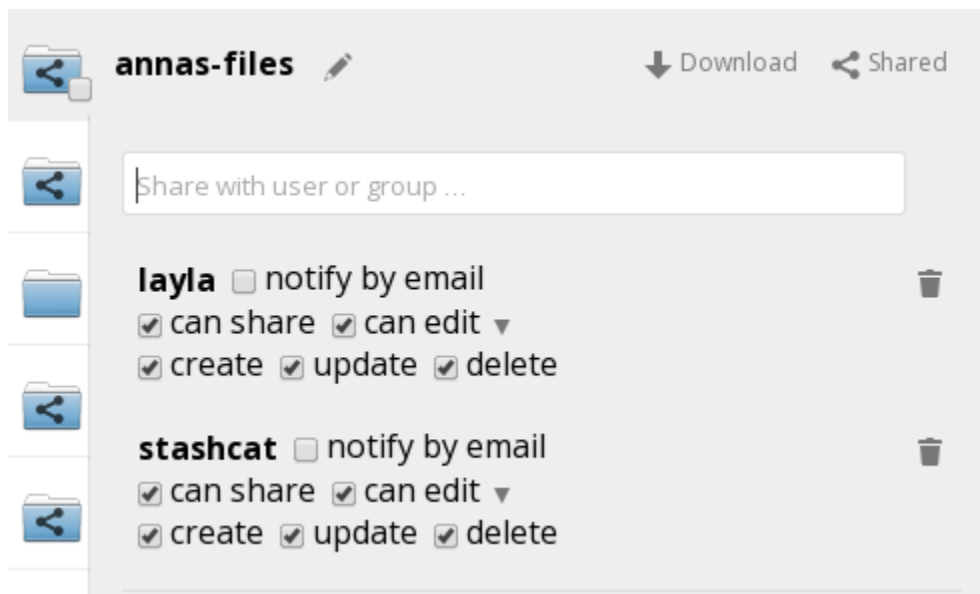 annas-files Download Shared
Share with user or group ...
layla notify by email
can share can edit
create update delete
stashcat notify by email
can share can edit
create update delete